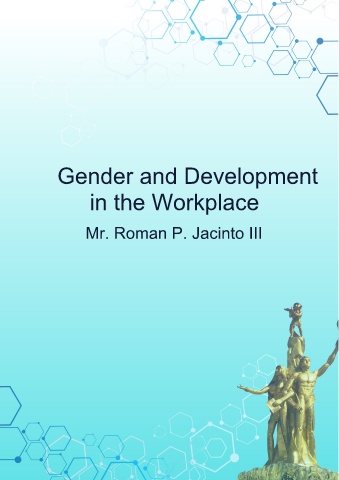 Gender and Development
in the Workplace
Mr. Roman P. Jacinto III